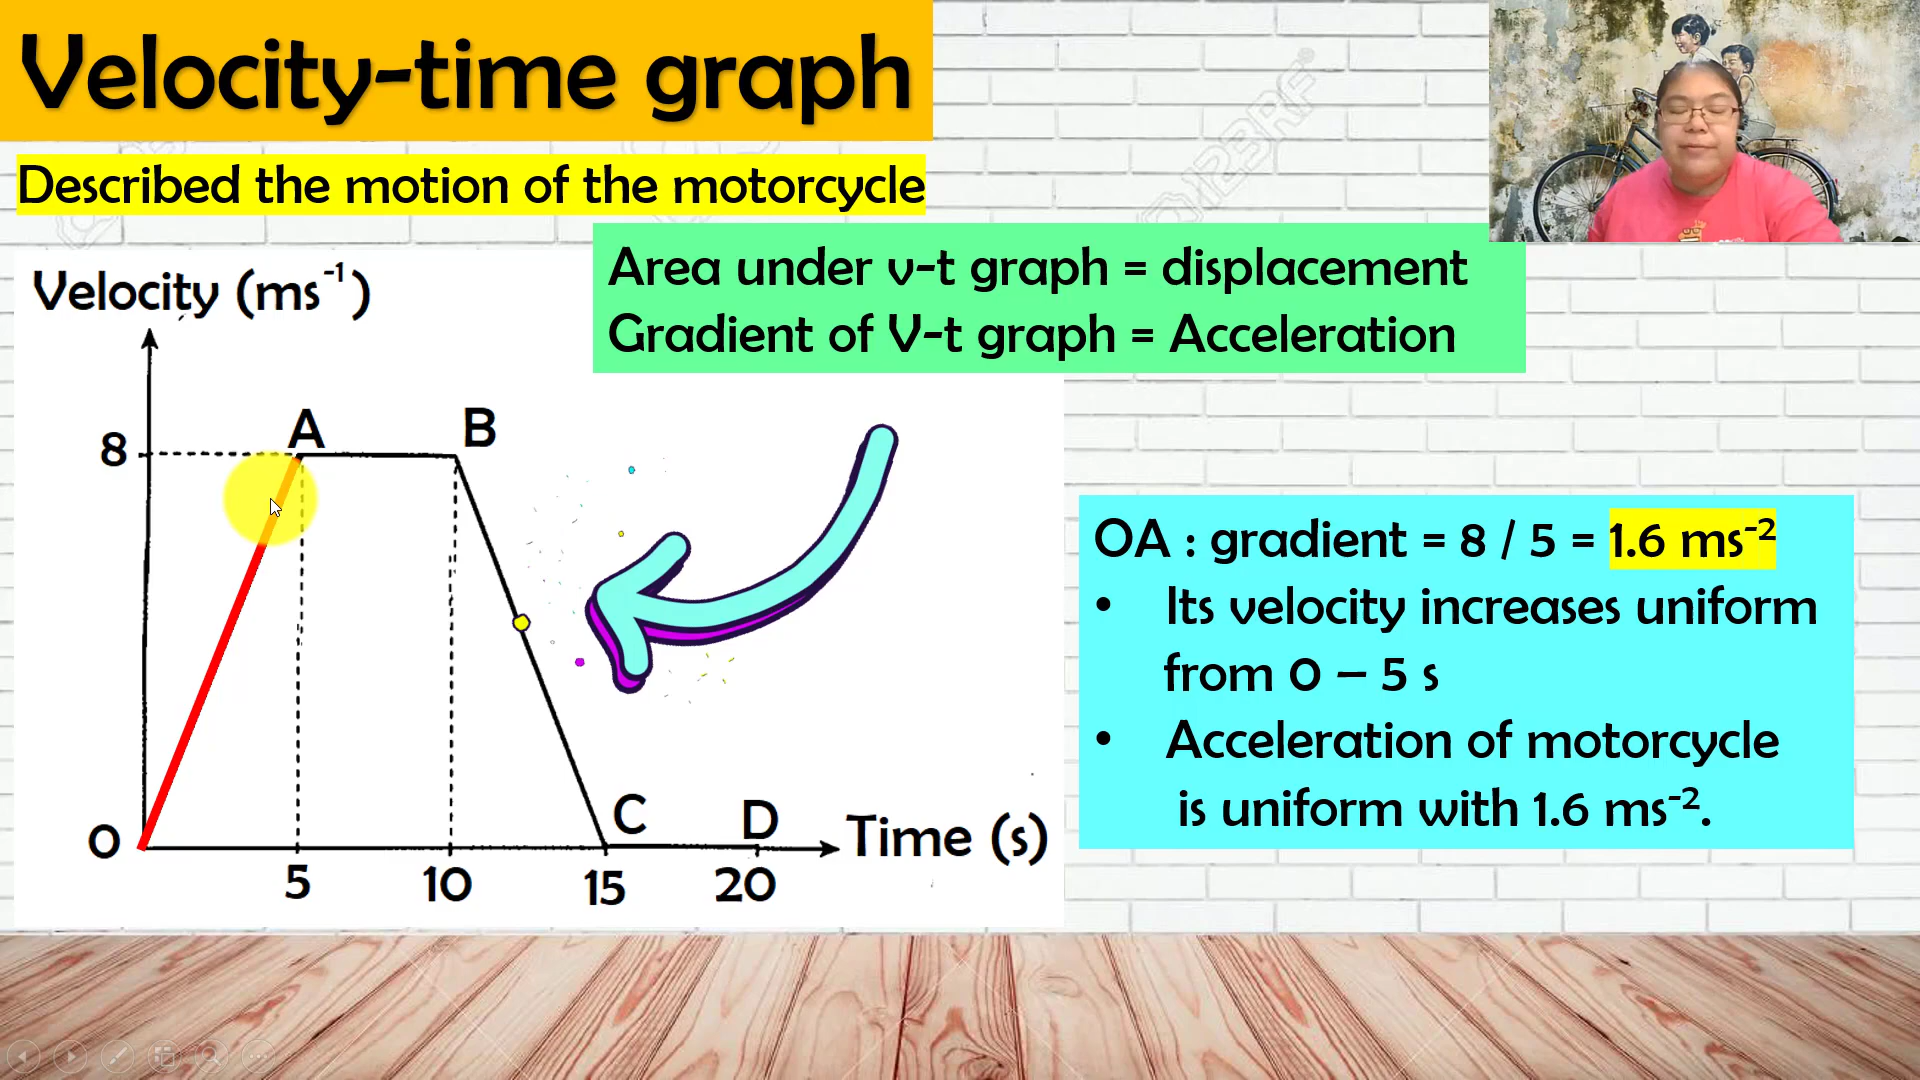 Velocity-time graph
Described the motion of the motorcycle
Area under v-t graph = displacement
Gradient of V-t graph = Acceleration
Velocity (ms⁻¹)
A
B
8
OA : gradient = 8 / 5 = 1.6 ms⁻²
• Its velocity increases uniform
from 0 – 5 s
• Acceleration of motorcycle
is uniform with 1.6 ms⁻².
C
D
O
Time (s)
5
10
15
20
123RF